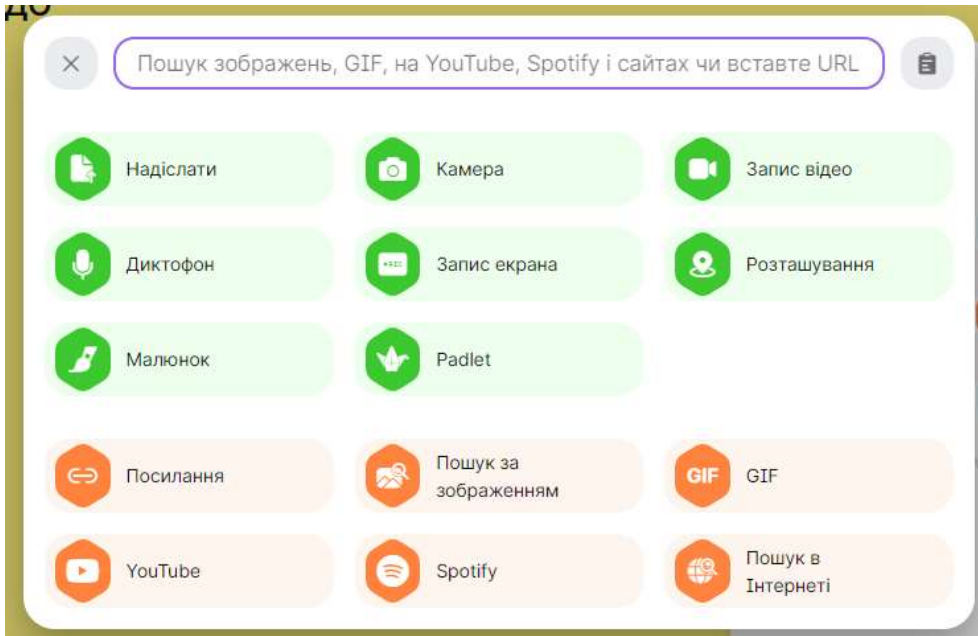 до
Пошук зображень, GIF, на YouTube, Spotify і сайтах чи вставте URL
Надіслати
Камера
Запис відео
Диктофон
Запис екрана
Розташування
Малюнок
Padlet
Посилання
Пошук за
зображенням
GIF
GIF
YouTube
Spotify
Пошук в
Інтернеті